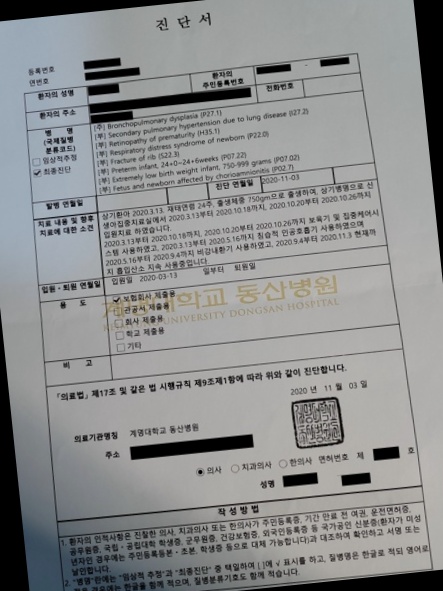 진 단 서
등록번호
연번호
환자의 성명
환자의
주민등록번호
-
환자의 주소
전화번호
병 명
(국제질병
분류코드)
☐ 임상적추정
☑ 최종진단
[주] Bronchopulmonary dysplasia (P27.1)
[부] Secondary pulmonary hypertension due to lung disease (I27.2)
[부] Retinopathy of prematurity (H35.1)
[부] Respiratory distress syndrome of newborn (P22.0)
[부] Fracture of rib (S22.3)
[부] Preterm infant, 24+0=24+6weeks (P07.22)
[부] Extremely low birth weight infant, 750-999 grams (P07.02)
[부] Fetus and newborn affected by chorioamnionitis (P02.7)
발병 연월일
진단 연월일
2020-11-03
치료 내용 및 향후
치료에 대한 소견
상기환아 2020.3.13. 재태연령 24주, 출생체중 750gm으로 출생하여, 상기병명으로 신
생아집중치료실에서 2020.3.13부터 2020.10.18까지, 2020.10.20부터 2020.10.26까지
입원치료 하였습니다.
2020.3.13부터 2020.10.18까지, 2020.10.20부터 2020.10.26까지 보육기 및 집중케어시
스템 사용하였고, 2020.3.13부터 2020.5.16까지 침습적 인공호흡기 사용하였으며
2020.5.16부터 2020.9.4까지 비강내환기 사용하였고, 2020.9.4부터 2020.11.3 현재까
지 흡입산소 지속 사용중입니다.
입원ㆍ퇴원 연월일
입원일 2020-03-13 일부터 퇴원일
용 도
☑ 보험회사 제출용
☐ 관공서 제출용
☐ 회사 제출용
☐ 학교 제출용
☐ 기타
계명대학교 동산병원
KEIMYUNG UNIVERSITY DONGSAN HOSPITAL
비 고
「의료법」 제17조 및 같은 법 시행규칙 제9조제1항에 따라 위와 같이 진단합니다.
2020 년 11 월 03 일
의료기관명칭 계명대학교 동산병원
주소
◉ 의사 ○ 치과의사 ○ 한의사 면허번호 제 호
성명
작 성 방 법
1. 환자의 인적사항은 진찰한 의사, 치과의사 또는 한의사가 주민등록증, 기간 만료 전 여권, 운전면허증,
공무원증, 국립ㆍ공립대학 학생증, 군무원증, 건강보험증, 외국인등록증 등 국가공인 신분증(환자가 미성
년자인 경우에는 주민등록등본ㆍ초본, 학생증 등으로 대체 가능합니다)과 대조하여 확인하고 서명 또는
날인합니다.
2. "병명"란에는 "임상적 추정"과 "최종진단" 중 택일하여 [ ]에 √ 표시를 하고, 질병명은 한글로 적되 영어로
한글을 함께 적으며, 질병분류기호도 함께 적습니다.